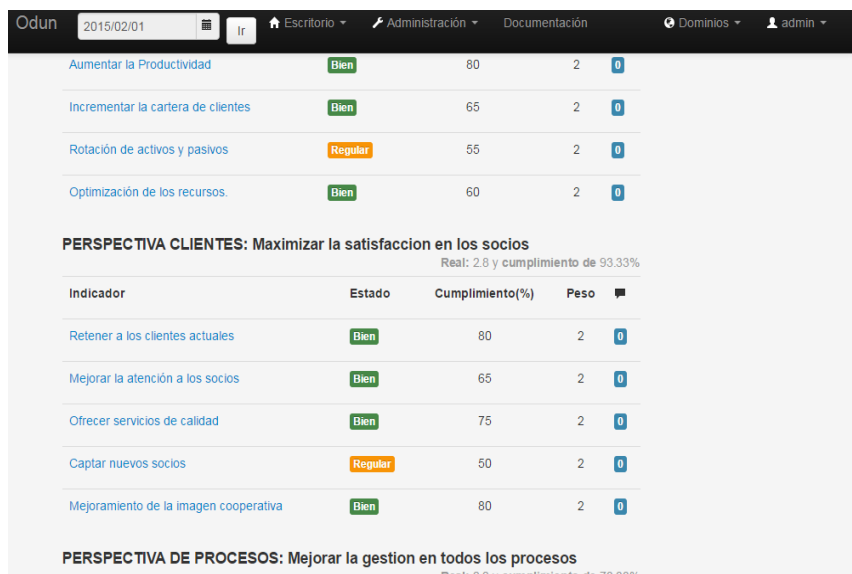 Odun 2015/02/01 Ir Escritorio Administración Documentación Dominios admin
Aumentar la Productividad Bien 80 2 0
Incrementar la cartera de clientes Bien 65 2 0
Rotación de activos y pasivos Regular 55 2 0
Optimización de los recursos. Bien 60 2 0
PERSPECTIVA CLIENTES: Maximizar la satisfaccion en los socios
Real: 2.8 y cumplimiento de 93.33%
Indicador Estado Cumplimiento(%) Peso
Retener a los clientes actuales Bien 80 2 0
Mejorar la atención a los socios Bien 65 2 0
Ofrecer servicios de calidad Bien 75 2 0
Captar nuevos socios Regular 50 2 0
Mejoramiento de la imagen cooperativa Bien 80 2 0
PERSPECTIVA DE PROCESOS: Mejorar la gestion en todos los procesos